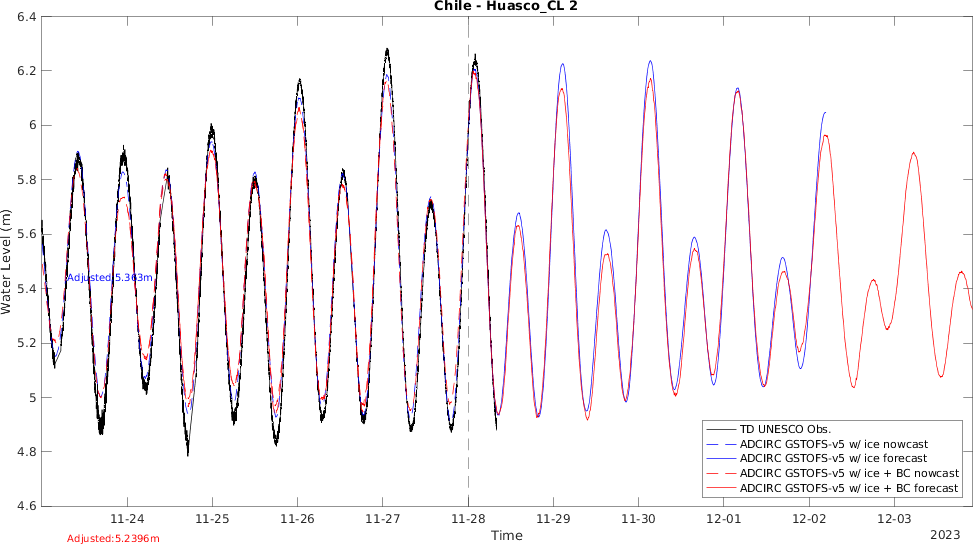 Chile - Huasco_CL 2
6.4
6.2
6
5.8
5.6
5.4
5.2
5
4.8
4.6
Water Level (m)
Adjusted:5.363m
TD UNESCO Obs.
ADCIRC GSTOFS-v5 w/ ice nowcast
ADCIRC GSTOFS-v5 w/ ice forecast
ADCIRC GSTOFS-v5 w/ ice + BC nowcast
ADCIRC GSTOFS-v5 w/ ice + BC forecast
11-24 11-25 11-26 11-27 11-28 11-29 11-30 12-01 12-02 12-03
Time
2023
Adjusted:5.2396m